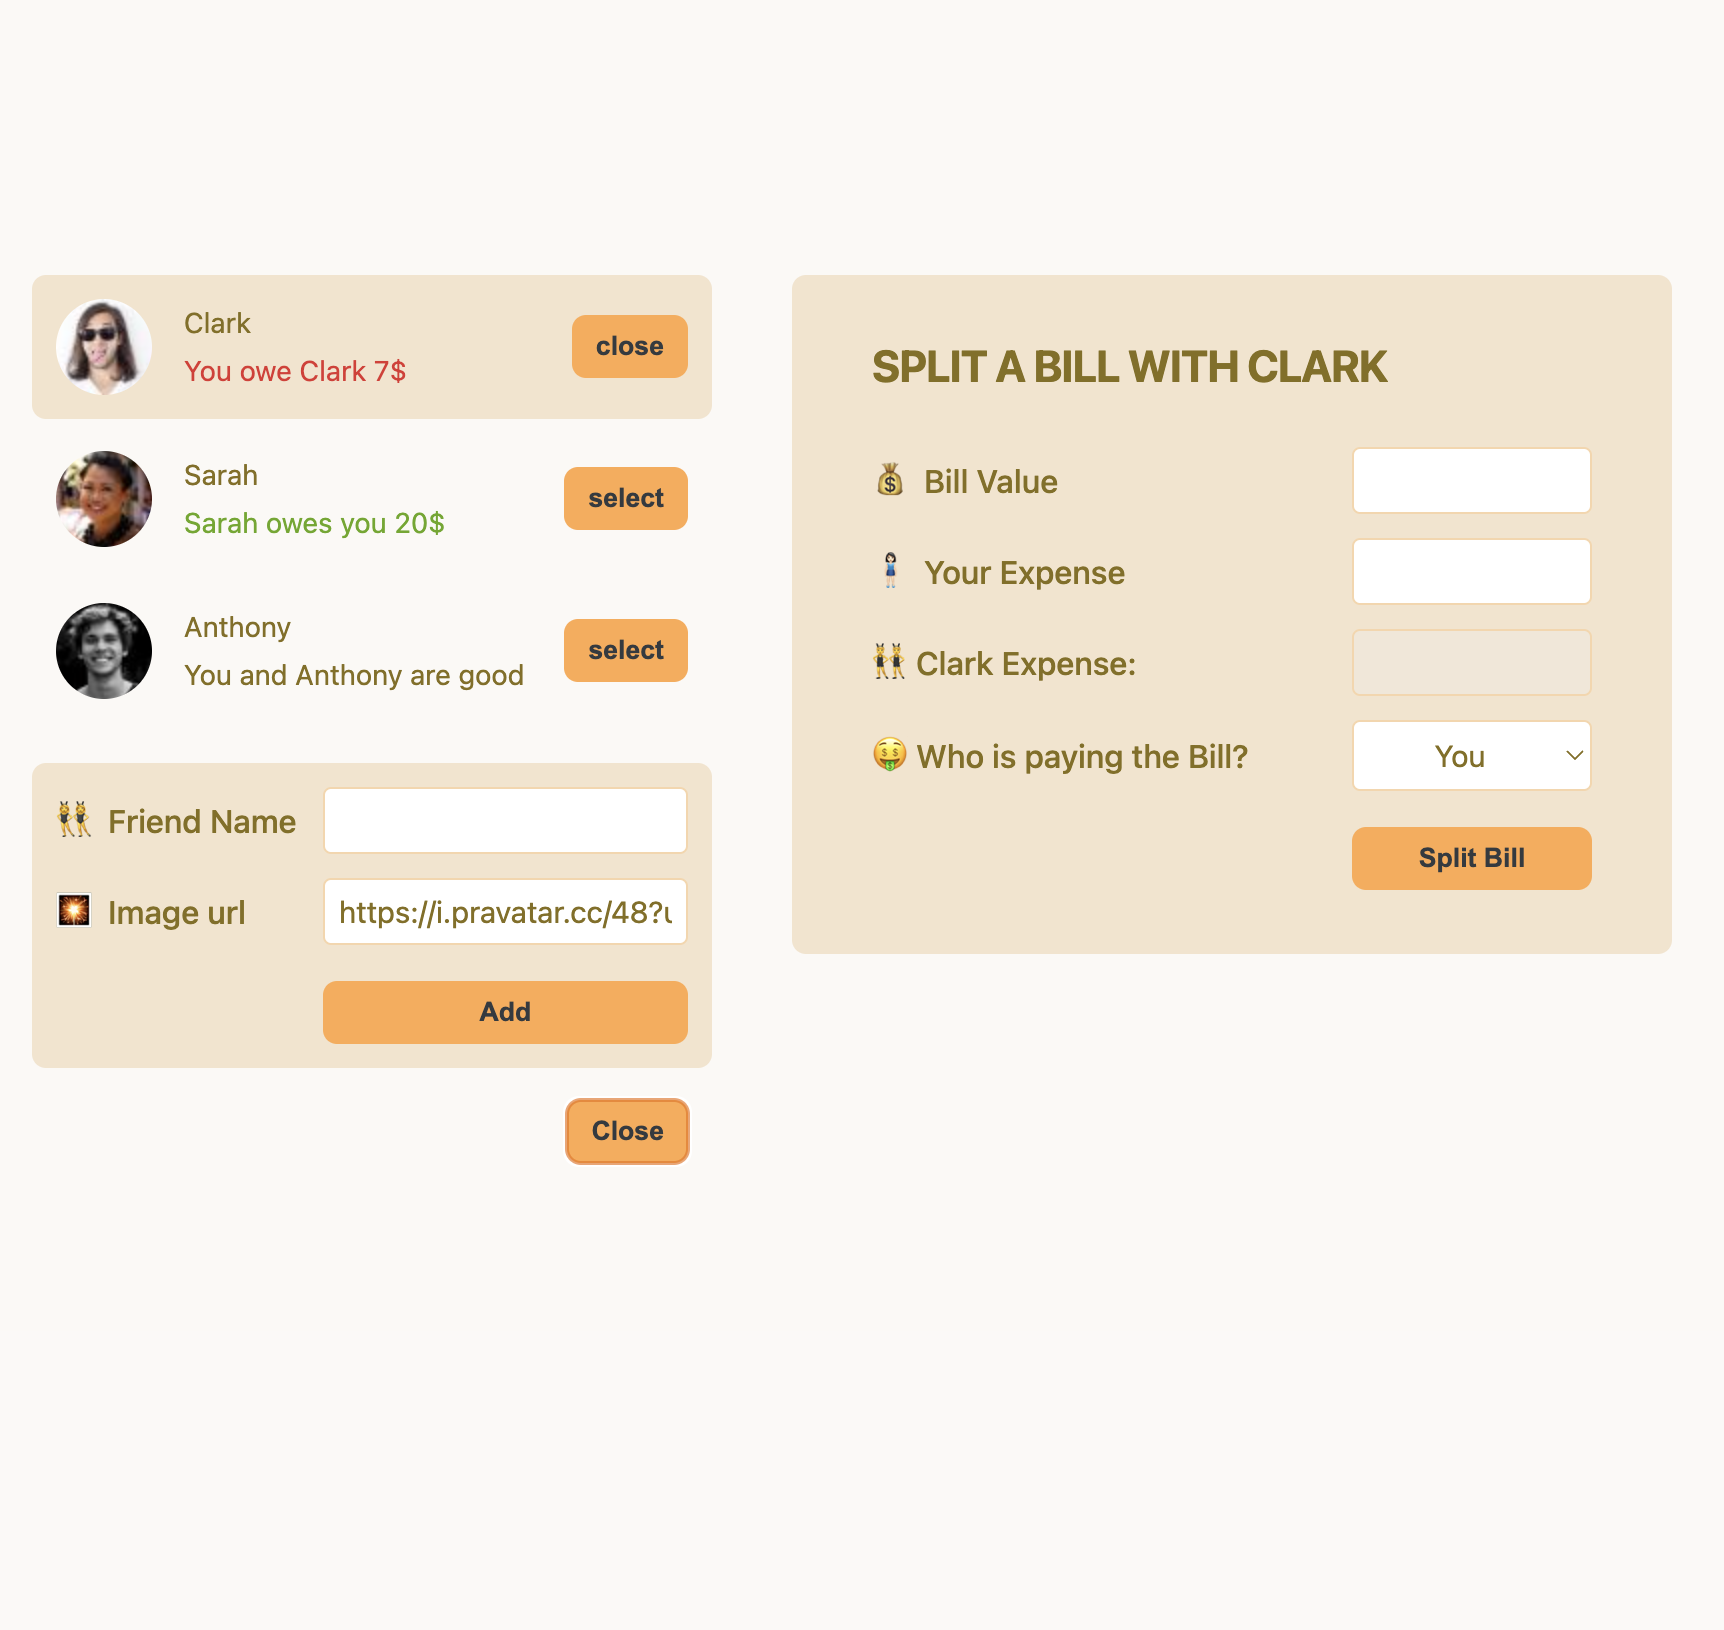 Clark
You owe Clark 7$
close
Sarah
Sarah owes you 20$
select
Anthony
You and Anthony are good
select
Friend Name
Image url
https://i.pravatar.cc/48?u
Add
Close
SPLIT A BILL WITH CLARK
Bill Value
Your Expense
Clark Expense:
Who is paying the Bill?
You
Split Bill